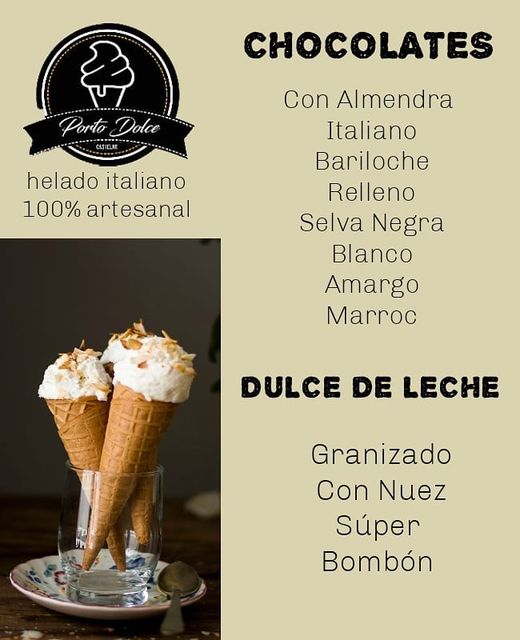 Porto Dolce
CASTELAR
helado italiano
100% artesanal
CHOCOLATES
Con Almendra
Italiano
Bariloche
Relleno
Selva Negra
Blanco
Amargo
Marroc
DULCE DE LECHE
Granizado
Con Nuez
Súper
Bombón